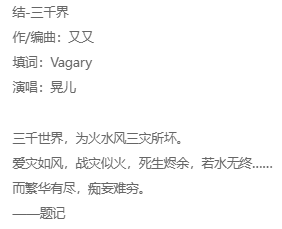 结-三千界
作/编曲：又又
填词：Vagary
演唱：晃儿
三千世界，为火水风三灾所坏。
爱灾如风，战灾似火，死生烬余，若水无终……
而繁华有尽，痴妄难穷。
——题记